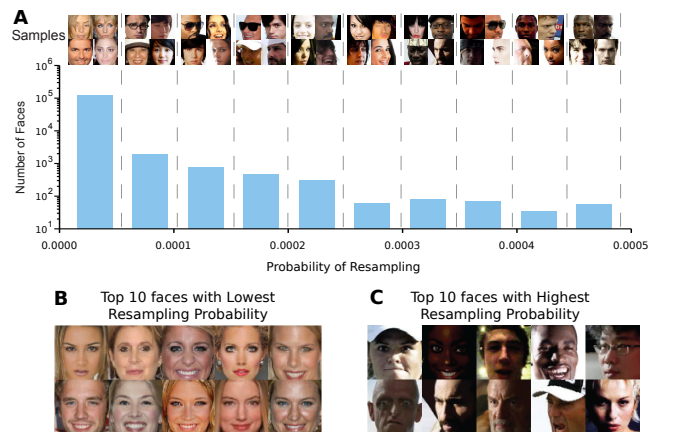 A
Samples
10^6
10^5
10^4
10^3
10^2
10^1
Number of Faces
0.0000 0.0001 0.0002 0.0003 0.0004 0.0005
Probability of Resampling
B Top 10 faces with Lowest
Resampling Probability
C Top 10 faces with Highest
Resampling Probability